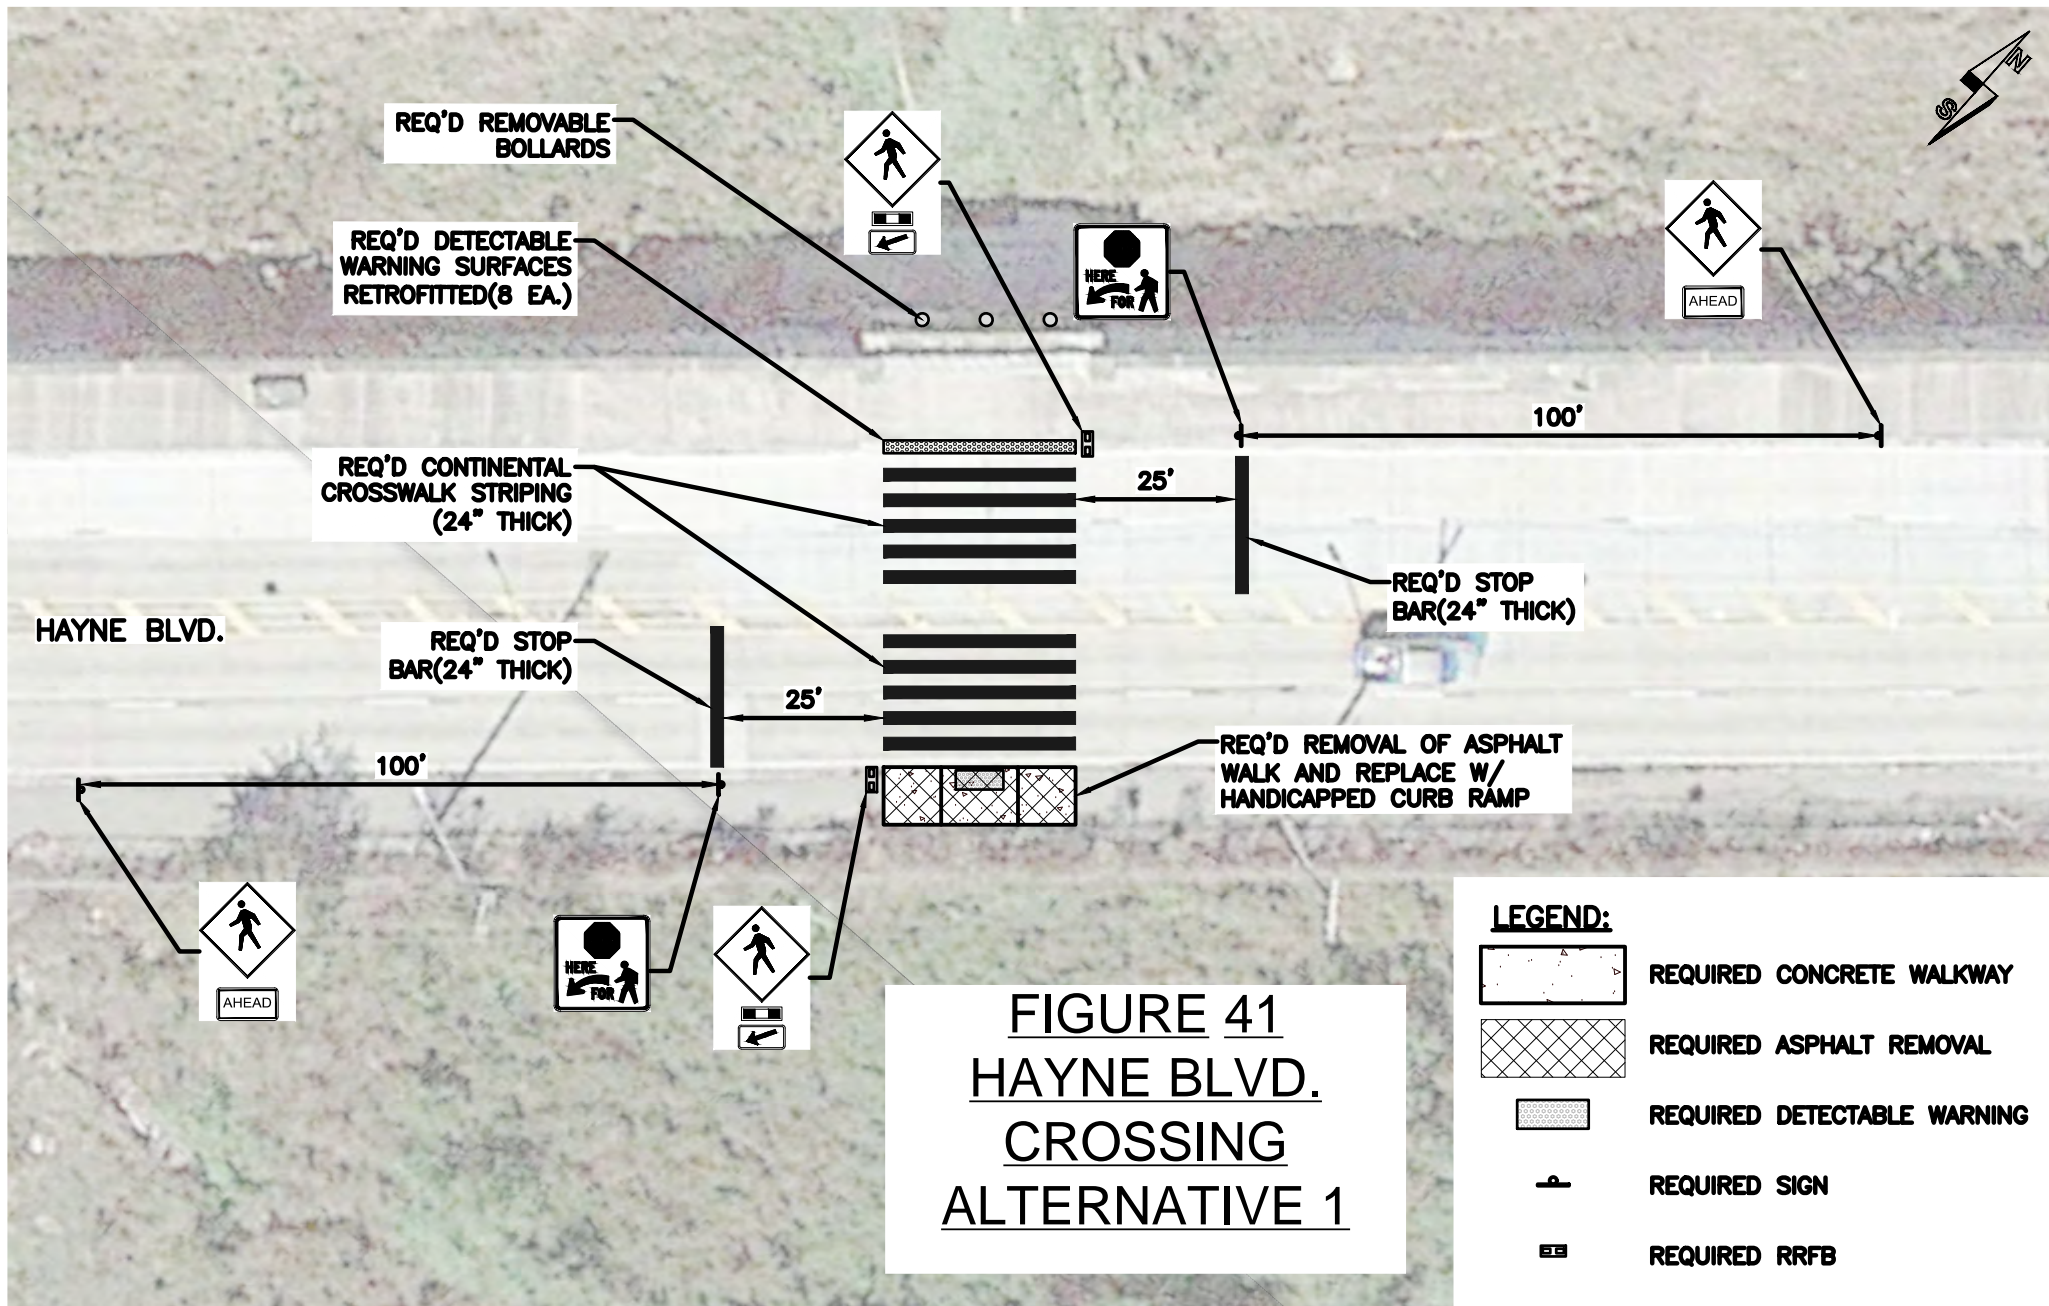 N
S
REQ'D REMOVABLE
BOLLARDS
REQ'D DETECTABLE
WARNING SURFACES
RETROFITTED(8 EA.)
HERE
FOR
AHEAD
100'
REQ'D CONTINENTAL
CROSSWALK STRIPING
(24" THICK)
25'
REQ'D STOP
BAR(24" THICK)
HAYNE BLVD.
REQ'D STOP
BAR(24" THICK)
25'
100'
REQ'D REMOVAL OF ASPHALT
WALK AND REPLACE W/
HANDICAPPED CURB RAMP
AHEAD
HERE
FOR
FIGURE 41
HAYNE BLVD.
CROSSING
ALTERNATIVE 1
LEGEND:
REQUIRED CONCRETE WALKWAY
REQUIRED ASPHALT REMOVAL
REQUIRED DETECTABLE WARNING
REQUIRED SIGN
REQUIRED RRFB